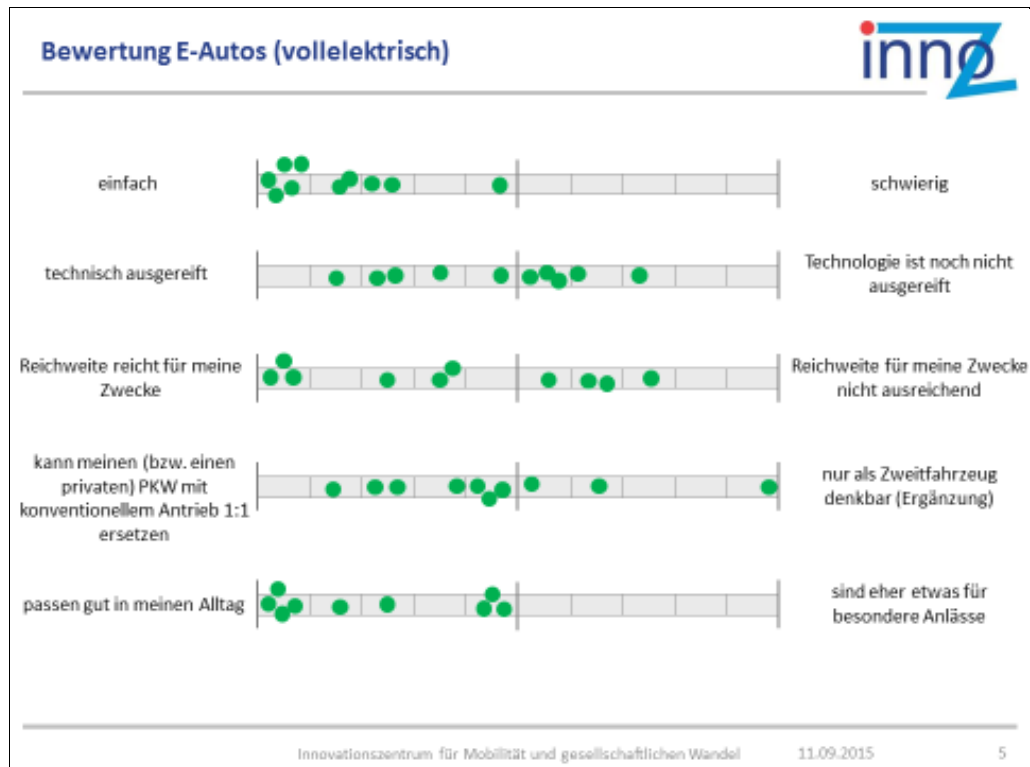 Bewertung E-Autos (vollelektrisch)
innoZ
einfach
schwierig
technisch ausgereift
Technologie ist noch nicht
ausgereift
Reichweite reicht für meine
Zwecke
Reichweite für meine Zwecke
nicht ausreichend
kann meinen (bzw. einen
privaten) PKW mit
konventionellem Antrieb 1:1
ersetzen
nur als Zweitfahrzeug
denkbar (Ergänzung)
passen gut in meinen Alltag
sind eher etwas für
besondere Anlässe
Innovationszentrum für Mobilität und gesellschaftlichen Wandel 11.09.2015 5